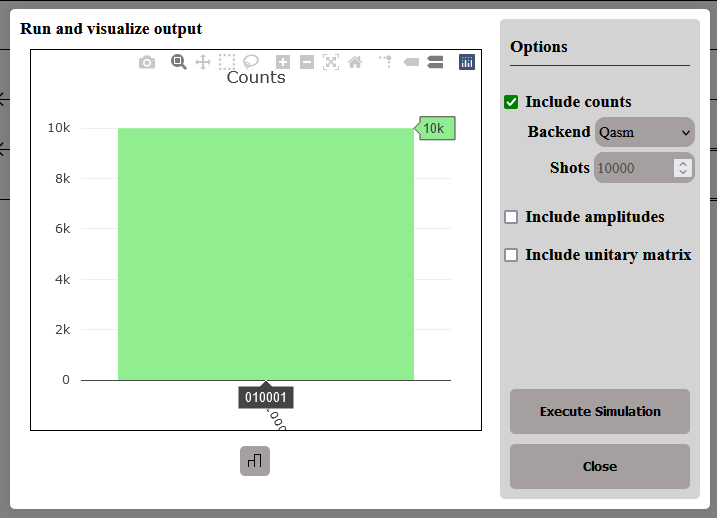 Run and visualize output
Counts
10k
8k
6k
4k
2k
0
10k
010001
Options
Include counts
Backend Qasm
Shots 10000
Include amplitudes
Include unitary matrix
Execute Simulation
Close